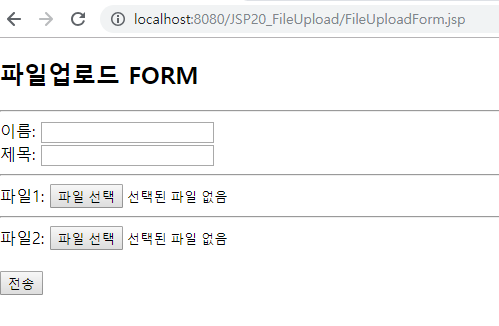 localhost:8080/JSP20_FileUpload/FileUploadForm.jsp
파일업로드 FORM
이름:
제목:
파일1: 파일 선택 선택된 파일 없음
파일2: 파일 선택 선택된 파일 없음
전송